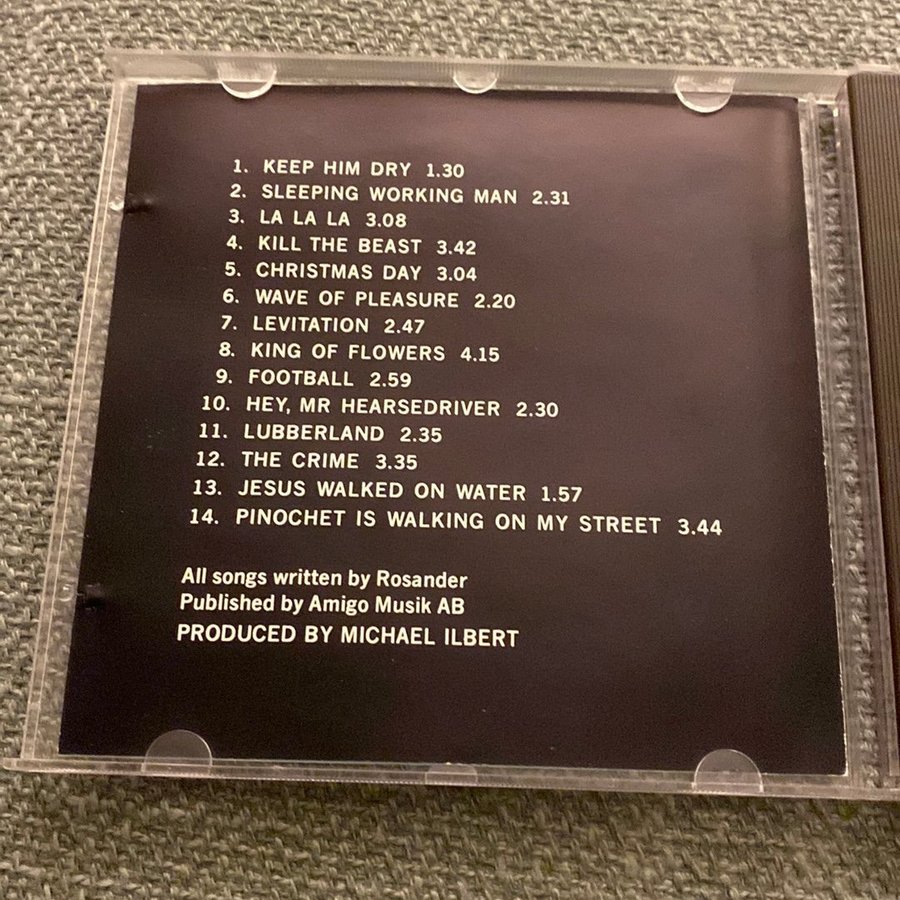 1. KEEP HIM DRY 1.30
2. SLEEPING WORKING MAN 2.31
3. LA LA LA 3.08
4. KILL THE BEAST 3.42
5. CHRISTMAS DAY 3.04
6. WAVE OF PLEASURE 2.20
7. LEVITATION 2.47
8. KING OF FLOWERS 4.15
9. FOOTBALL 2.59
10. HEY, MR HEARSEDRIVER 2.30
11. LUBBERLAND 2.35
12. THE CRIME 3.35
13. JESUS WALKED ON WATER 1.57
14. PINOCHET IS WALKING ON MY STREET 3.44
All songs written by Rosander
Published by Amigo Musik AB
PRODUCED BY MICHAEL ILBERT